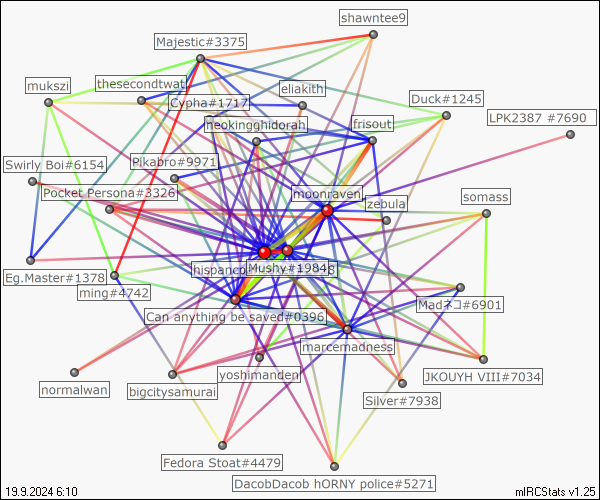 shawntee9
Majestic#3375
mukszi
thesecondtwat
eliakith
Cypha#1717
Duck#1245
LPK2387 #7690
neokingghidorah
frisout
Swirly Boi#6154
Pikabro#9971
Pocket Persona#3326
moonraven
zebula
somass
Eg.Master#1378
Mushy#1984
ming#4742
Madネコ#6901
Can anything be saved#0396
marcemadness
normalwan
bigcitysamurai
yoshimanden
JKOUYH VIII#7034
Silver#7938
Fedora Stoat#4479
DacobDacob hORNY police#5271
19.9.2024 6:10
mIRCStats v1.25